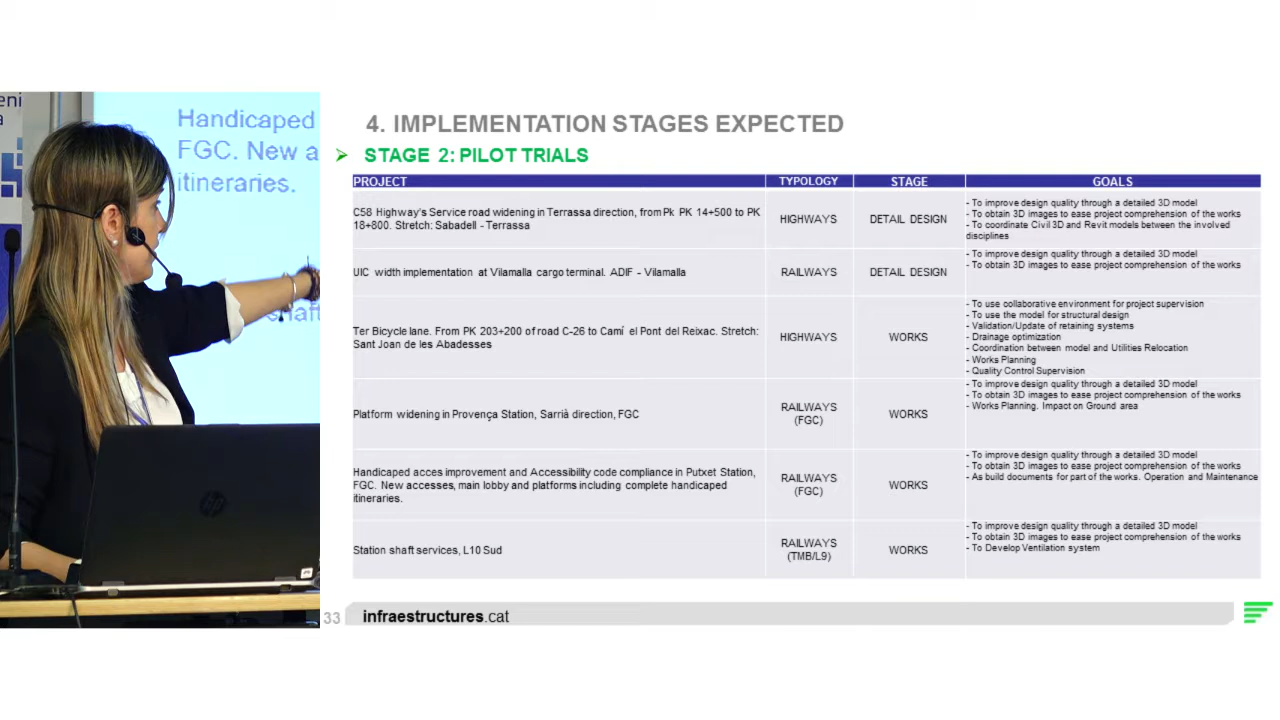 eni
a
Handicaped
FGC. New a
itineraries.
shaft
4. IMPLEMENTATION STAGES EXPECTED
STAGE 2: PILOT TRIALS
PROJECT TYPOLOGY STAGE GOALS
C58 Highway's Service road widening in Terrassa direction, from Pk PK 14+500 to PK
18+800. Stretch: Sabadell - Terrassa
HIGHWAYS
DETAIL DESIGN
- To improve design quality through a detailed 3D model
- To obtain 3D images to ease project comprehension of the works
- To coordinate Civil 3D and Revit models between the involved
disciplines
UIC width implementation at Vilamalla cargo terminal. ADIF - Vilamalla
RAILWAYS
DETAIL DESIGN
- To improve design quality through a detailed 3D model
- To obtain 3D images to ease project comprehension of the works
Ter Bicycle lane. From PK 203+200 of road C-26 to Camí el Pont del Reixac. Stretch:
Sant Joan de les Abadesses
HIGHWAYS
WORKS
- To use collaborative environment for project supervision
- To use the model for structural design
- Validation/Update of retaining systems
- Drainage optimization
- Coordination between model and Utilities Relocation
- Works Planning
- Quality Control Supervision
Platform widening in Provença Station, Sarrià direction, FGC
RAILWAYS
(FGC)
WORKS
- To improve design quality through a detailed 3D model
- To obtain 3D images to ease project comprehension of the works
- Works Planning. Impact on Ground area
Handicaped acces improvement and Accessibility code compliance in Putxet Station,
FGC. New accesses, main lobby and platforms including complete handicaped
itineraries.
RAILWAYS
(FGC)
WORKS
- To improve design quality through a detailed 3D model
- To obtain 3D images to ease project comprehension of the works
- As build documents for part of the works. Operation and Maintenance
Station shaft services, L10 Sud
RAILWAYS
(TMB/L9)
WORKS
- To improve design quality through a detailed 3D model
- To obtain 3D images to ease project comprehension of the works
- To Develop Ventilation system
33
infraestructures.cat
hp